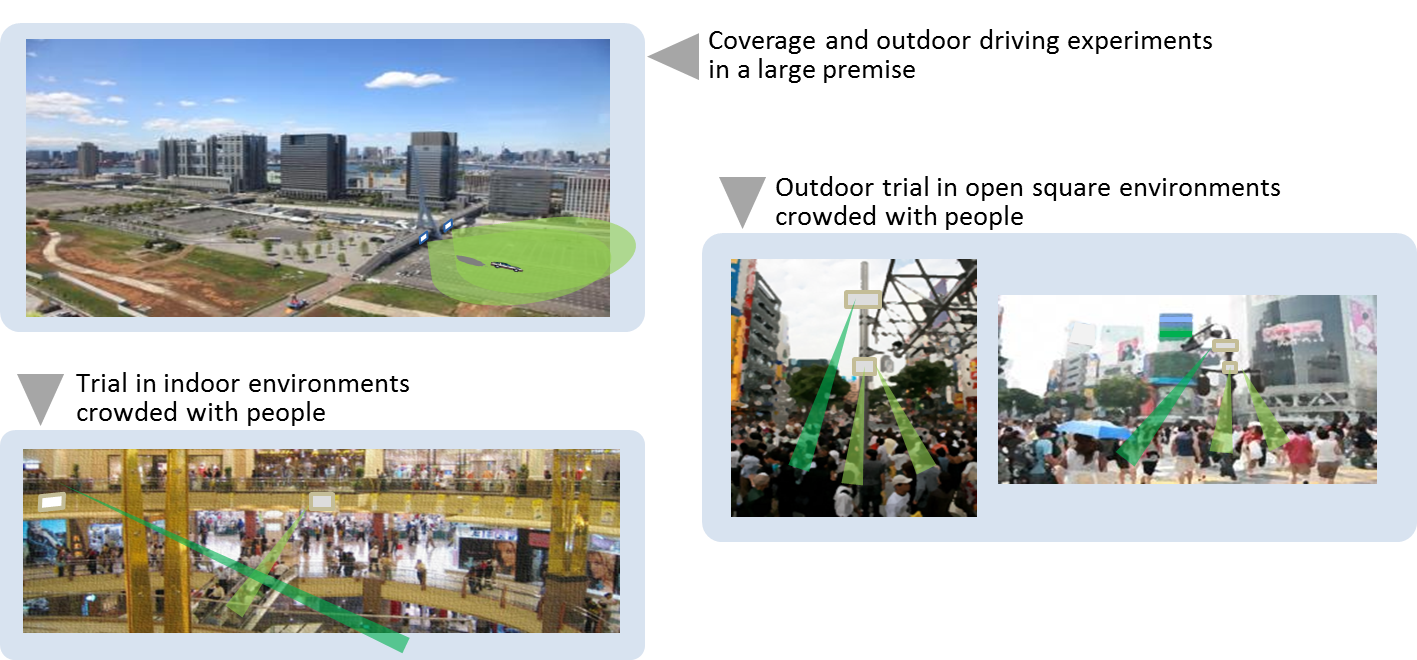 Coverage and outdoor driving experiments
in a large premise
Outdoor trial in open square environments
crowded with people
Trial in indoor environments
crowded with people